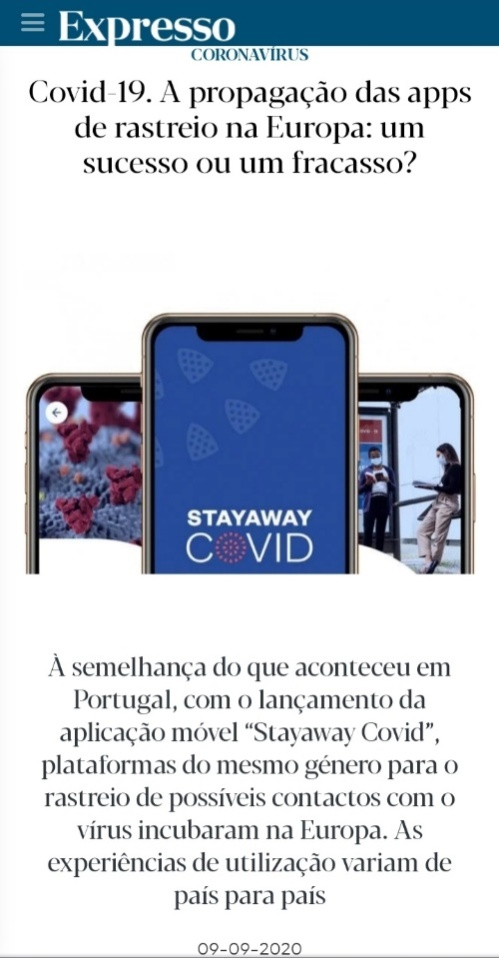 Expresso
CORONAVÍRUS
Covid-19. A propagação das apps
de rastreio na Europa: um
sucesso ou um fracasso?
STAYAWAY
COVID
À semelhança do que aconteceu em
Portugal, com o lançamento da
aplicação móvel “Stayaway Covid”,
plataformas do mesmo género para o
rastreio de possíveis contactos com o
vírus incubaram na Europa. As
experiências de utilização variam de
país para país
09-09-2020